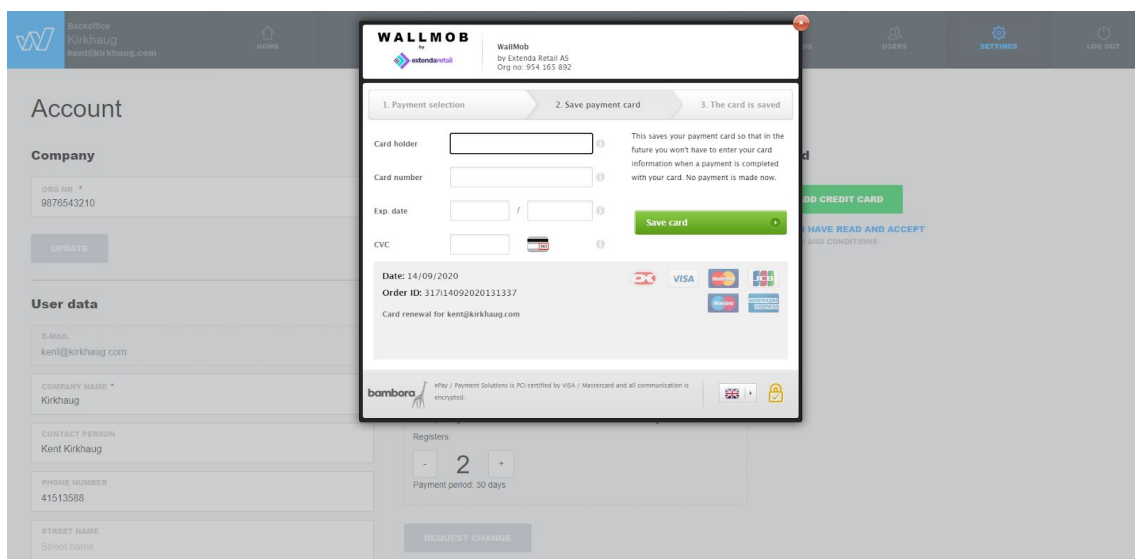 Backoffice
Kirkhaug
kent@kirkhaug.com
HOME
USERS
SETTINGS
LOG OUT
Account
Company
ORG NR *
9876543210
UPDATE
User data
E-MAIL
kent@kirkhaug.com
COMPANY NAME *
Kirkhaug
CONTACT PERSON
Kent Kirkhaug
PHONE NUMBER
41513588
STREET NAME
Street name
WALLMOB
by
extendaretail
WallMob
by Extenda Retail AS
Org no: 954 165 892
1. Payment selection
2. Save payment card
3. The card is saved
Card holder
Card number
Exp. date
/
CVC
This saves your payment card so that in the
future you won't have to enter your card
information when a payment is completed
with your card. No payment is made now.
Save card
Date: 14/09/2020
Order ID: 317i14092020131337
Card renewal for kent@kirkhaug.com
VISA
JCB
Maestro
bambora
ePay / Payment Solutions is PCI certified by VISA / Mastercard and all communication is
encrypted.
Registers
- 2 +
Payment period: 30 days
REQUEST CHANGE
DD CREDIT CARD
HAVE READ AND ACCEPT
AND CONDITIONS